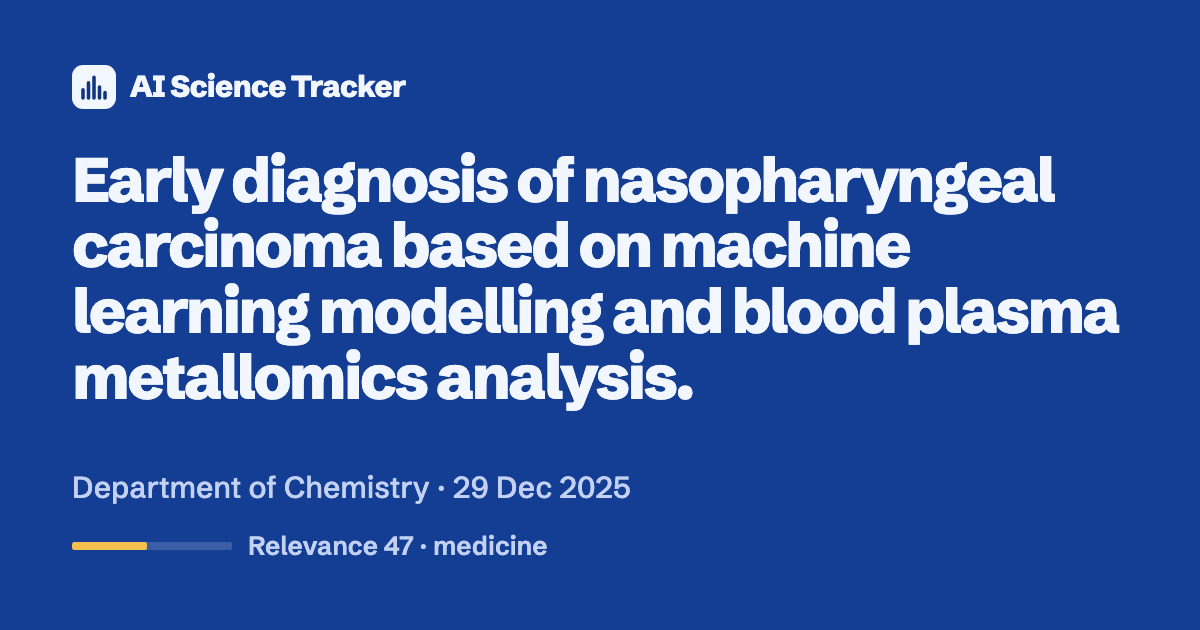 AI Science Tracker
Early diagnosis of nasopharyngeal
carcinoma based on machine
learning modelling and blood plasma
metallomics analysis.
Department of Chemistry · 29 Dec 2025
Relevance 47 · medicine